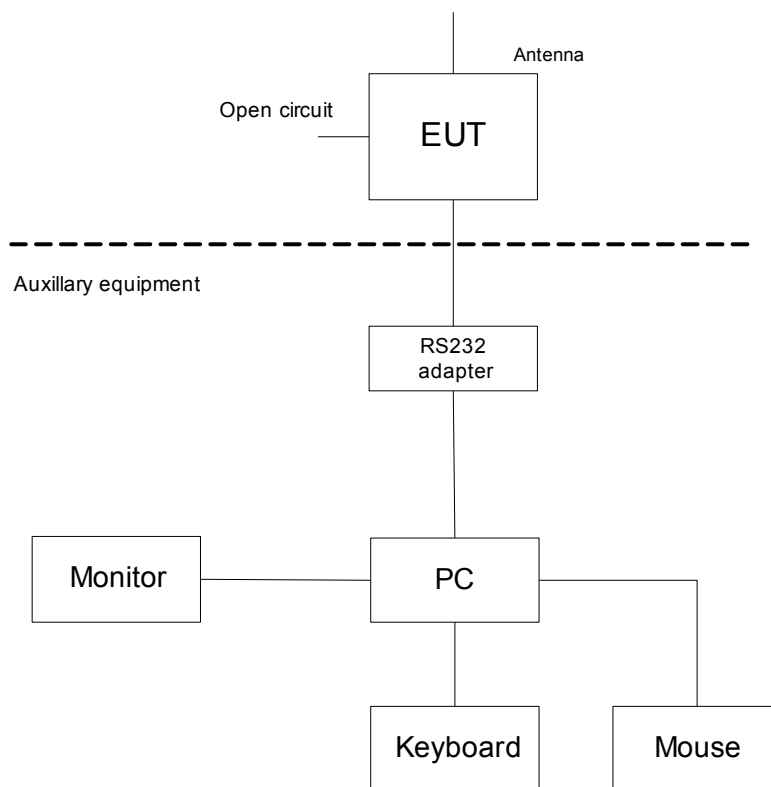 Antenna
Open circuit
EUT
Auxillary equipment
RS232
adapter
Monitor
PC
Keyboard
Mouse